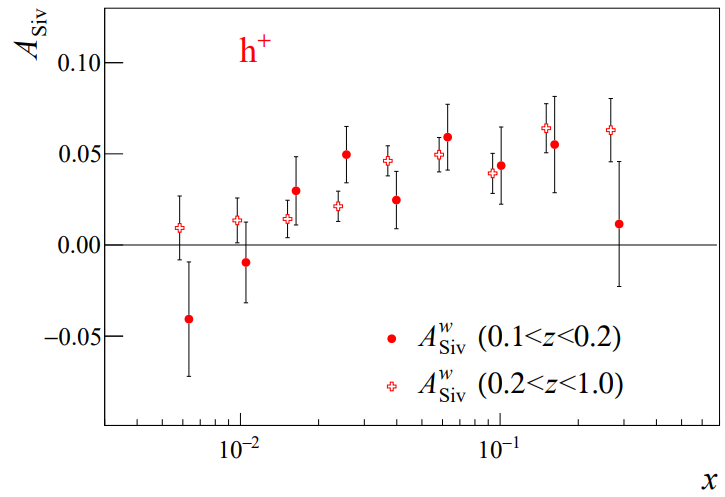 A_Siv
h⁺
0.10
0.05
0.00
−0.05
A^w_Siv (0.1<z<0.2)
A^w_Siv (0.2<z<1.0)
10⁻² 10⁻¹
x